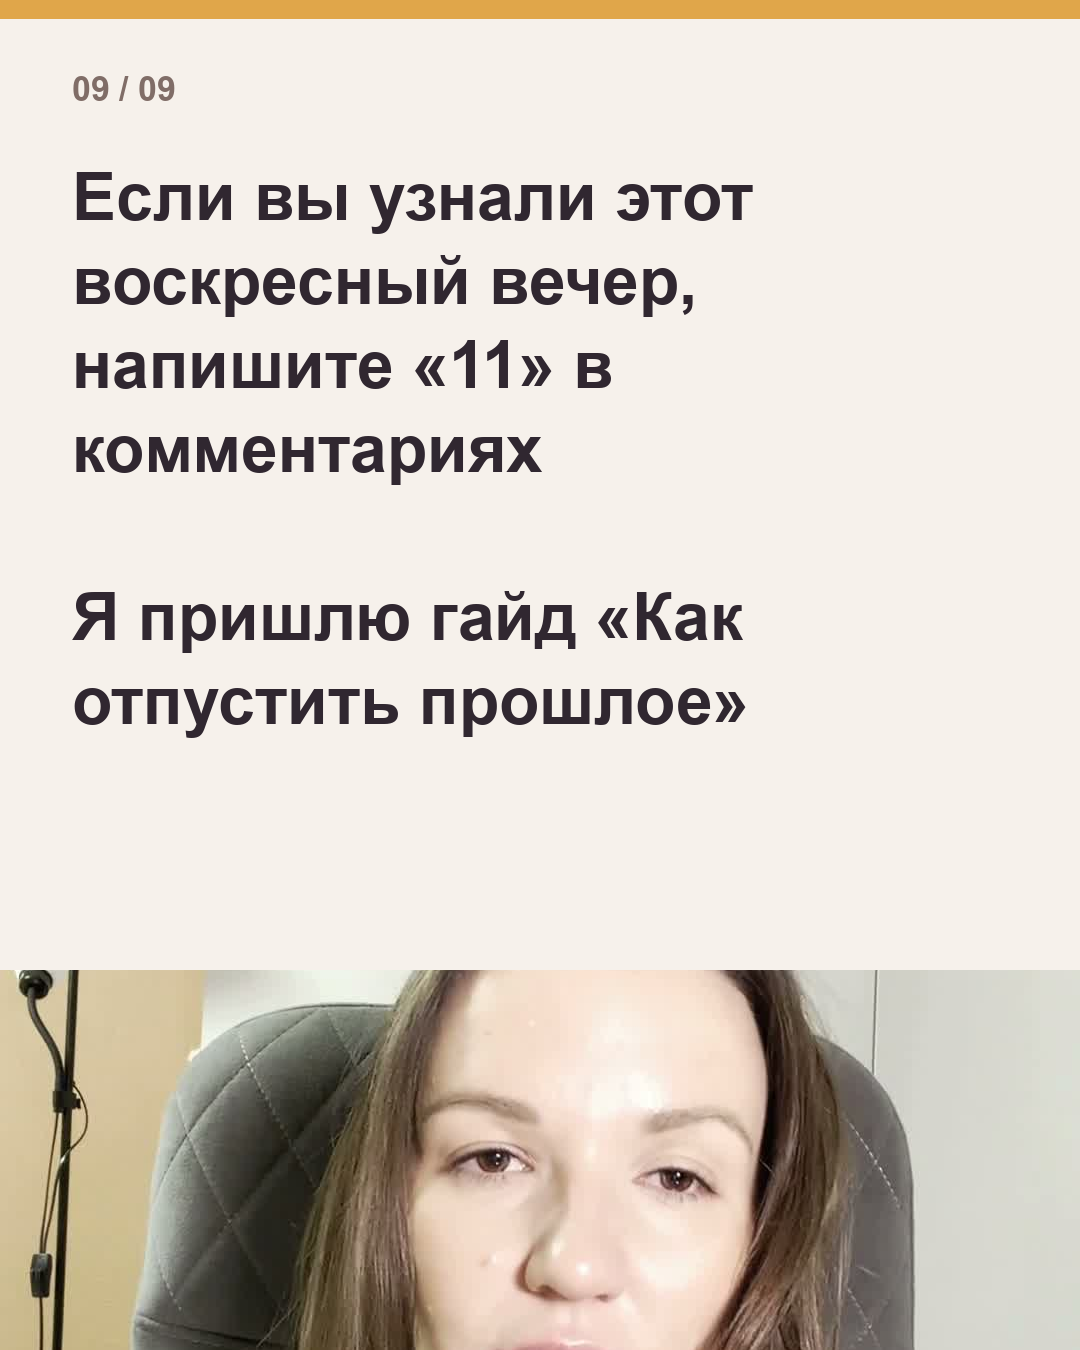 09 / 09
Если вы узнали этот
воскресный вечер,
напишите «11» в
комментариях
Я пришлю гайд «Как
отпустить прошлое»